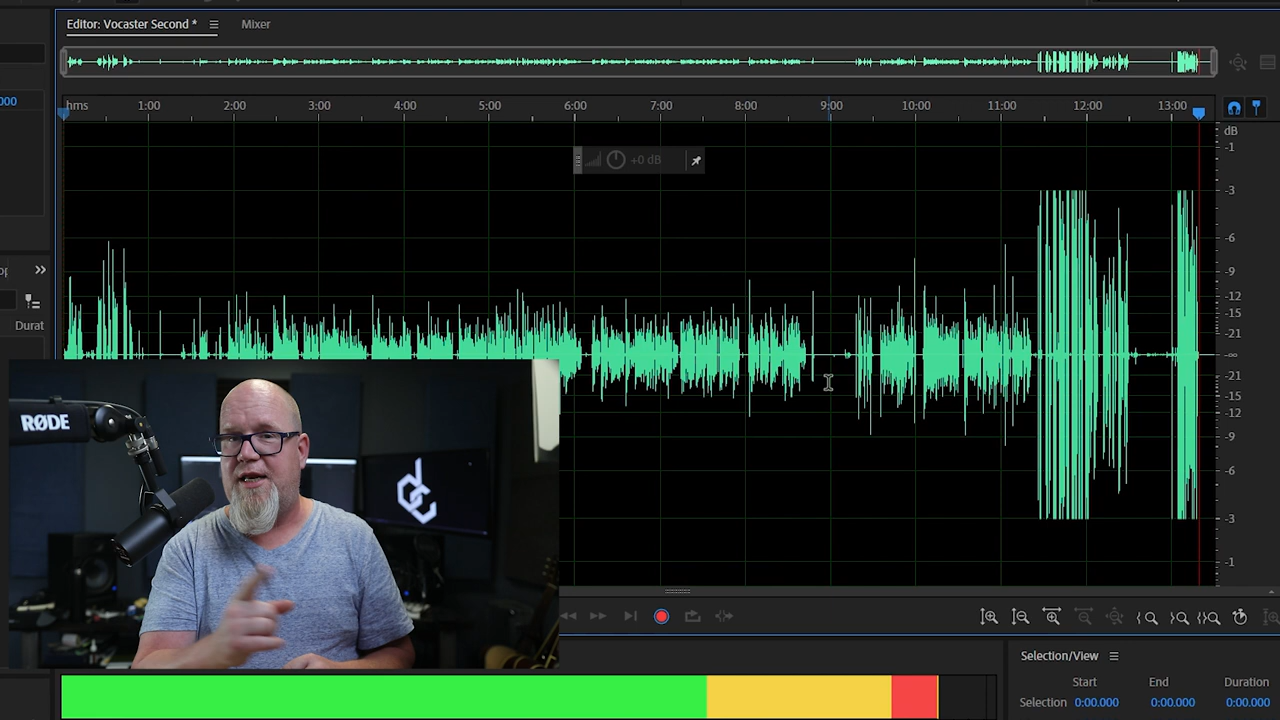 Editor: Vocaster Second *
Mixer
000
hms 1:00 2:00 3:00 4:00 5:00 6:00 7:00 8:00 9:00 10:00 11:00 12:00 13:00
dB
-1
+0 dB
-3
-6
-9
-12
-15
-21
-∞
-21
-15
-12
-9
-6
-3
-1
Durat
RØDE
Selection/View
Start End Duration
Selection 0:00.000 0:00.000 0:00.000